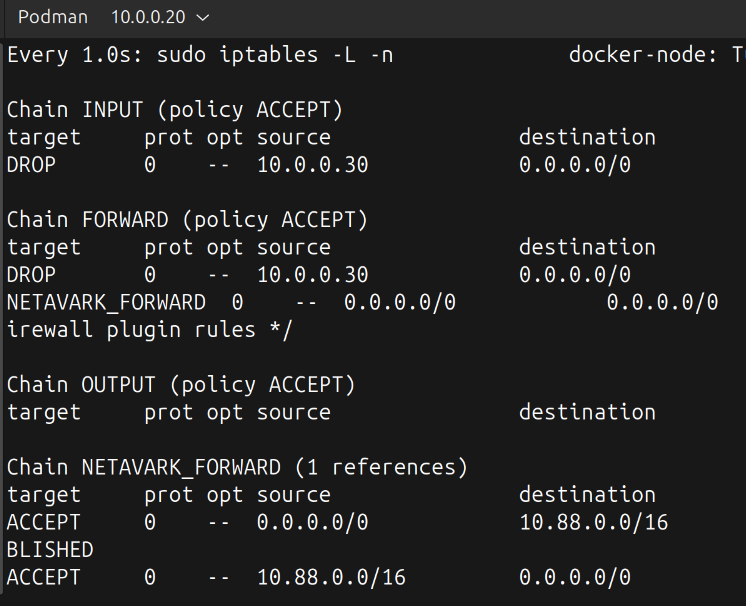 Podman 10.0.0.20
Every 1.0s: sudo iptables -L -n docker-node: T
Chain INPUT (policy ACCEPT)
target prot opt source destination
DROP 0 -- 10.0.0.30 0.0.0.0/0
Chain FORWARD (policy ACCEPT)
target prot opt source destination
DROP 0 -- 10.0.0.30 0.0.0.0/0
NETAVARK_FORWARD 0 -- 0.0.0.0/0 0.0.0.0/0
irewall plugin rules */
Chain OUTPUT (policy ACCEPT)
target prot opt source destination
Chain NETAVARK_FORWARD (1 references)
target prot opt source destination
ACCEPT 0 -- 0.0.0.0/0 10.88.0.0/16
BLISHED
ACCEPT 0 -- 10.88.0.0/16 0.0.0.0/0